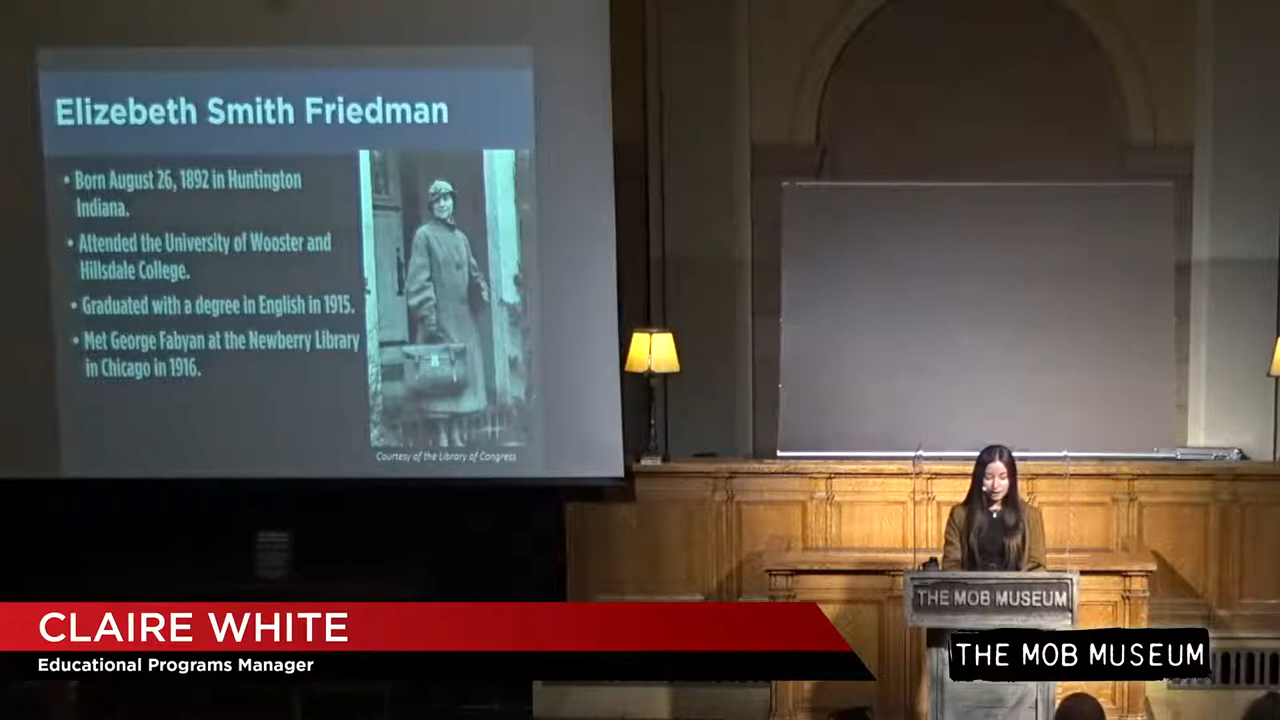 Elizebeth Smith Friedman
• Born August 26, 1892 in Huntington
Indiana.
• Attended the University of Wooster and
Hillsdale College.
• Graduated with a degree in English in 1915.
• Met George Fabyan at the Newberry Library
in Chicago in 1916.
Courtesy of the Library of Congress
THE MOB MUSEUM
CLAIRE WHITE
Educational Programs Manager
THE MOB MUSEUM